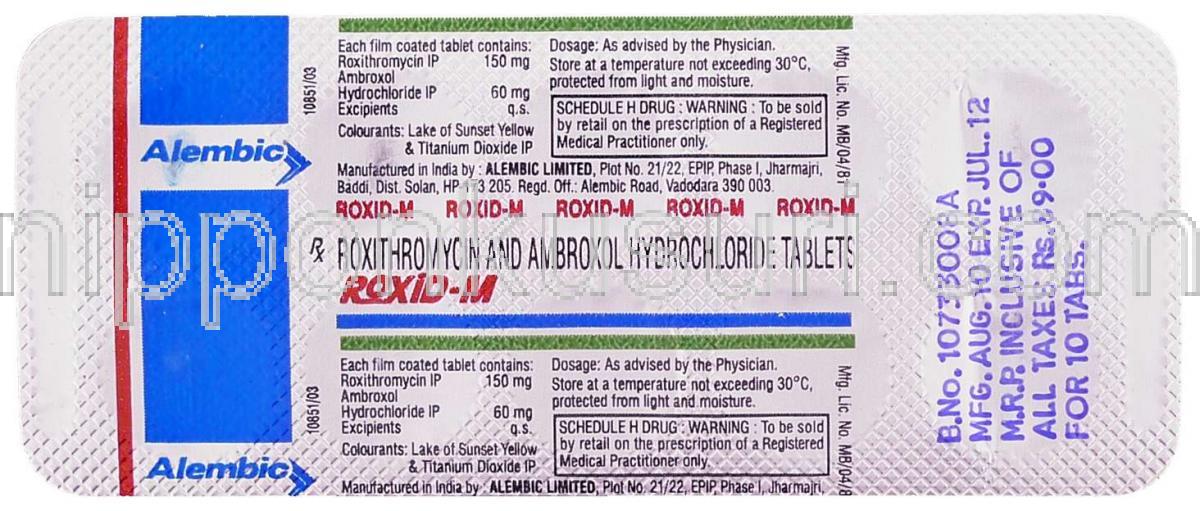 Alembic
10851/03
Each film coated tablet contains:
Roxithromycin IP 150 mg
Ambroxol
Hydrochloride IP 60 mg
Excipients q.s.
Colourants: Lake of Sunset Yellow
& Titanium Dioxide IP
Dosage: As advised by the Physician.
Store at a temperature not exceeding 30°C,
protected from light and moisture.
SCHEDULE H DRUG : WARNING : To be sold
by retail on the prescription of a Registered
Medical Practitioner only.
Mfg. Lic. No. MB/04/
Manufactured in India by : ALEMBIC LIMITED, Plot No. 21/22, EPIP, Phase I, Jharmajri,
Baddi, Dist. Solan, HP 173 205. Regd. Off.: Alembic Road, Vadodara 390 003.
ROXID-M ROXID-M ROXID-M ROXID-M ROXID-M
nipponkusuri.com
℞ ROXITHROMYCIN AND AMBROXOL HYDROCHLORIDE TABLETS
ROXID-M
Alembic
10851/03
Each film coated tablet contains:
Roxithromycin IP 150 mg
Ambroxol
Hydrochloride IP 60 mg
Excipients q.s.
Colourants: Lake of Sunset Yellow
& Titanium Dioxide IP
Dosage: As advised by the Physician.
Store at a temperature not exceeding 30°C,
protected from light and moisture.
SCHEDULE H DRUG : WARNING : To be sold
by retail on the prescription of a Registered
Medical Practitioner only.
Mfg. Lic. No. MB/04/8
Manufactured in India by : ALEMBIC LIMITED, Plot No. 21/22, EPIP, Phase I, Jharmajri,
B.No. 10733008A
MFG. AUG. 10 EXP. JUL. 12
M.R.P. INCLUSIVE OF
ALL TAXES Rs. 89.00
FOR 10 TABS.